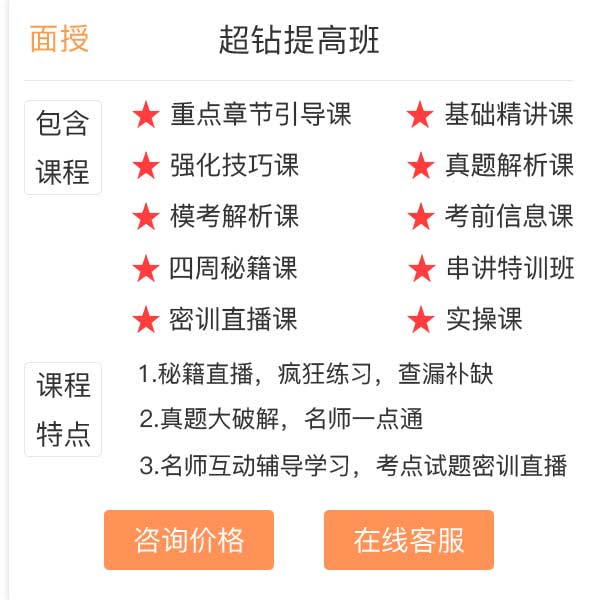 面授 超钻提高班
包含
课程
★ 重点章节引导课 ★ 基础精讲课
★ 强化技巧课 ★ 真题解析课
★ 模考解析课 ★ 考前信息课
★ 四周秘籍课 ★ 串讲特训班
★ 密训直播课 ★ 实操课
课程
特点
1.秘籍直播，疯狂练习，查漏补缺
2.真题大破解，名师一点通
3.名师互动辅导学习，考点试题密训直播
咨询价格 在线客服